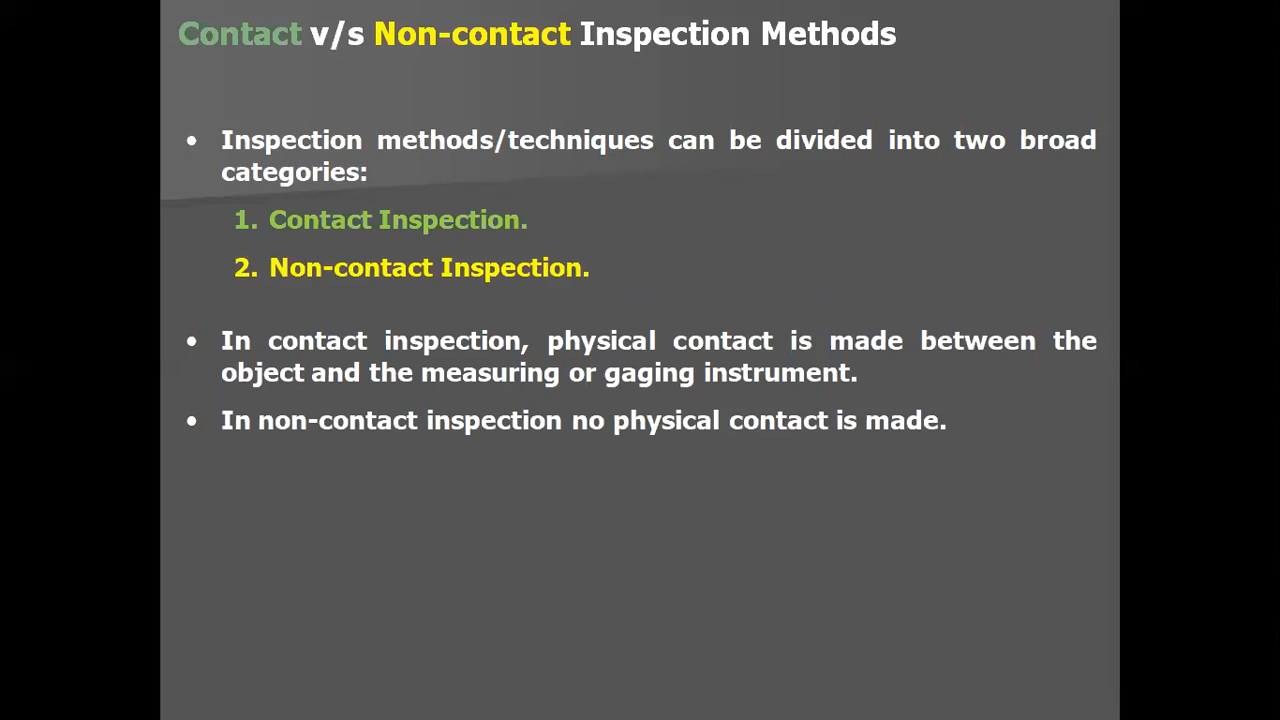 Contact v/s Non-contact Inspection Methods
• Inspection methods/techniques can be divided into two broad
categories:
1. Contact Inspection.
2. Non-contact Inspection.
• In contact inspection, physical contact is made between the
object and the measuring or gaging instrument.
• In non-contact inspection no physical contact is made.